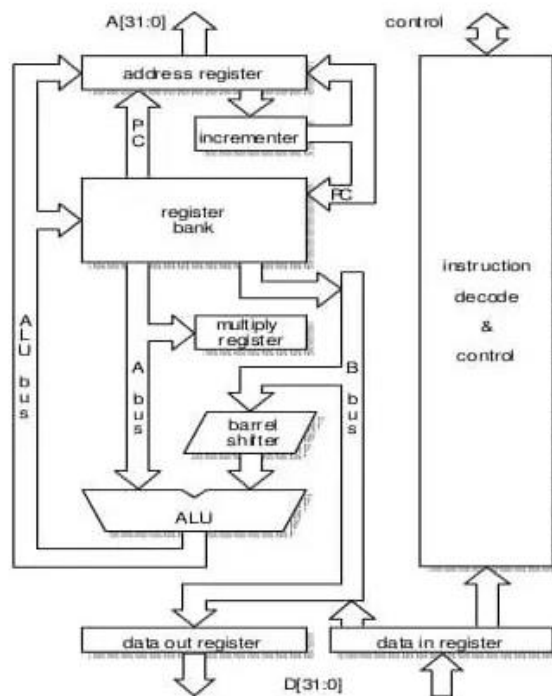 A[31:0]
control
address register
PC
incrementer
PC
register
bank
instruction
decode
&
control
ALU bus
A bus
multiply
register
B bus
barrel
shifter
ALU
data out register
data in register
D[31:0]